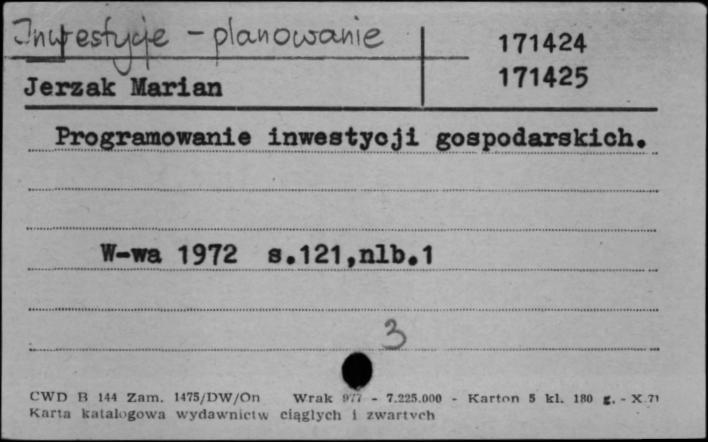 Inwestycje - planowanie
171424
Jerzak Marian
171425
Programowanie inwestycji gospodarskich.
W-wa 1972 s.121,nlb.1
3
CWD B 144 Zam. 1475/DW/On Wrak 977 - 7.225.000 - Karton 5 kl. 180 g. - X.71
Karta katalogowa wydawnictw ciągłych i zwartych